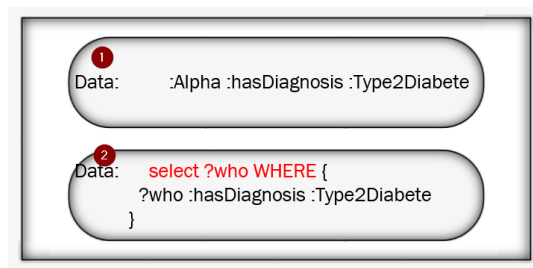 1
Data: :Alpha :hasDiagnosis :Type2Diabete
2
Data: select ?who WHERE {
?who :hasDiagnosis :Type2Diabete
}